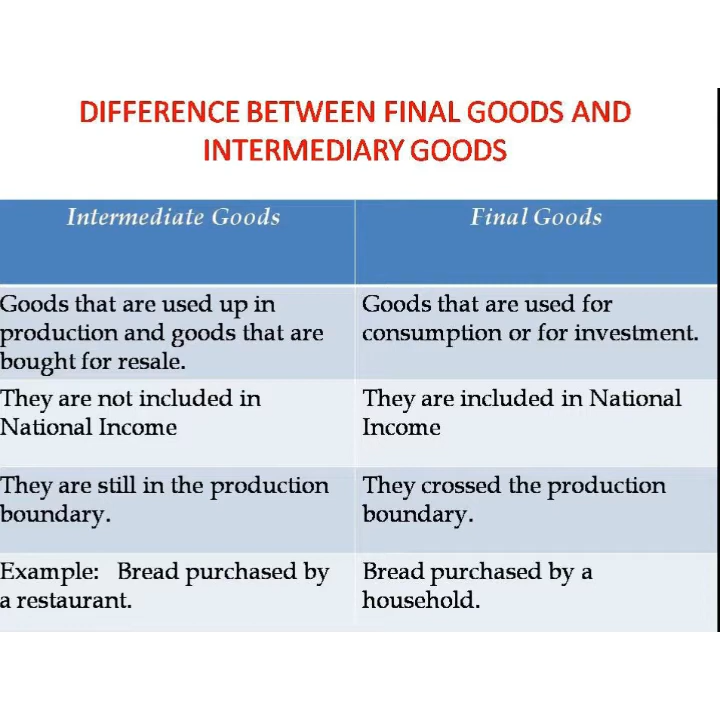 DIFFERENCE BETWEEN FINAL GOODS AND
INTERMEDIARY GOODS
Intermediate Goods
Final Goods
Goods that are used up in
production and goods that are
bought for resale.
Goods that are used for
consumption or for investment.
They are not included in
National Income
They are included in National
Income
They are still in the production
boundary.
They crossed the production
boundary.
Example: Bread purchased by
a restaurant.
Bread purchased by a
household.